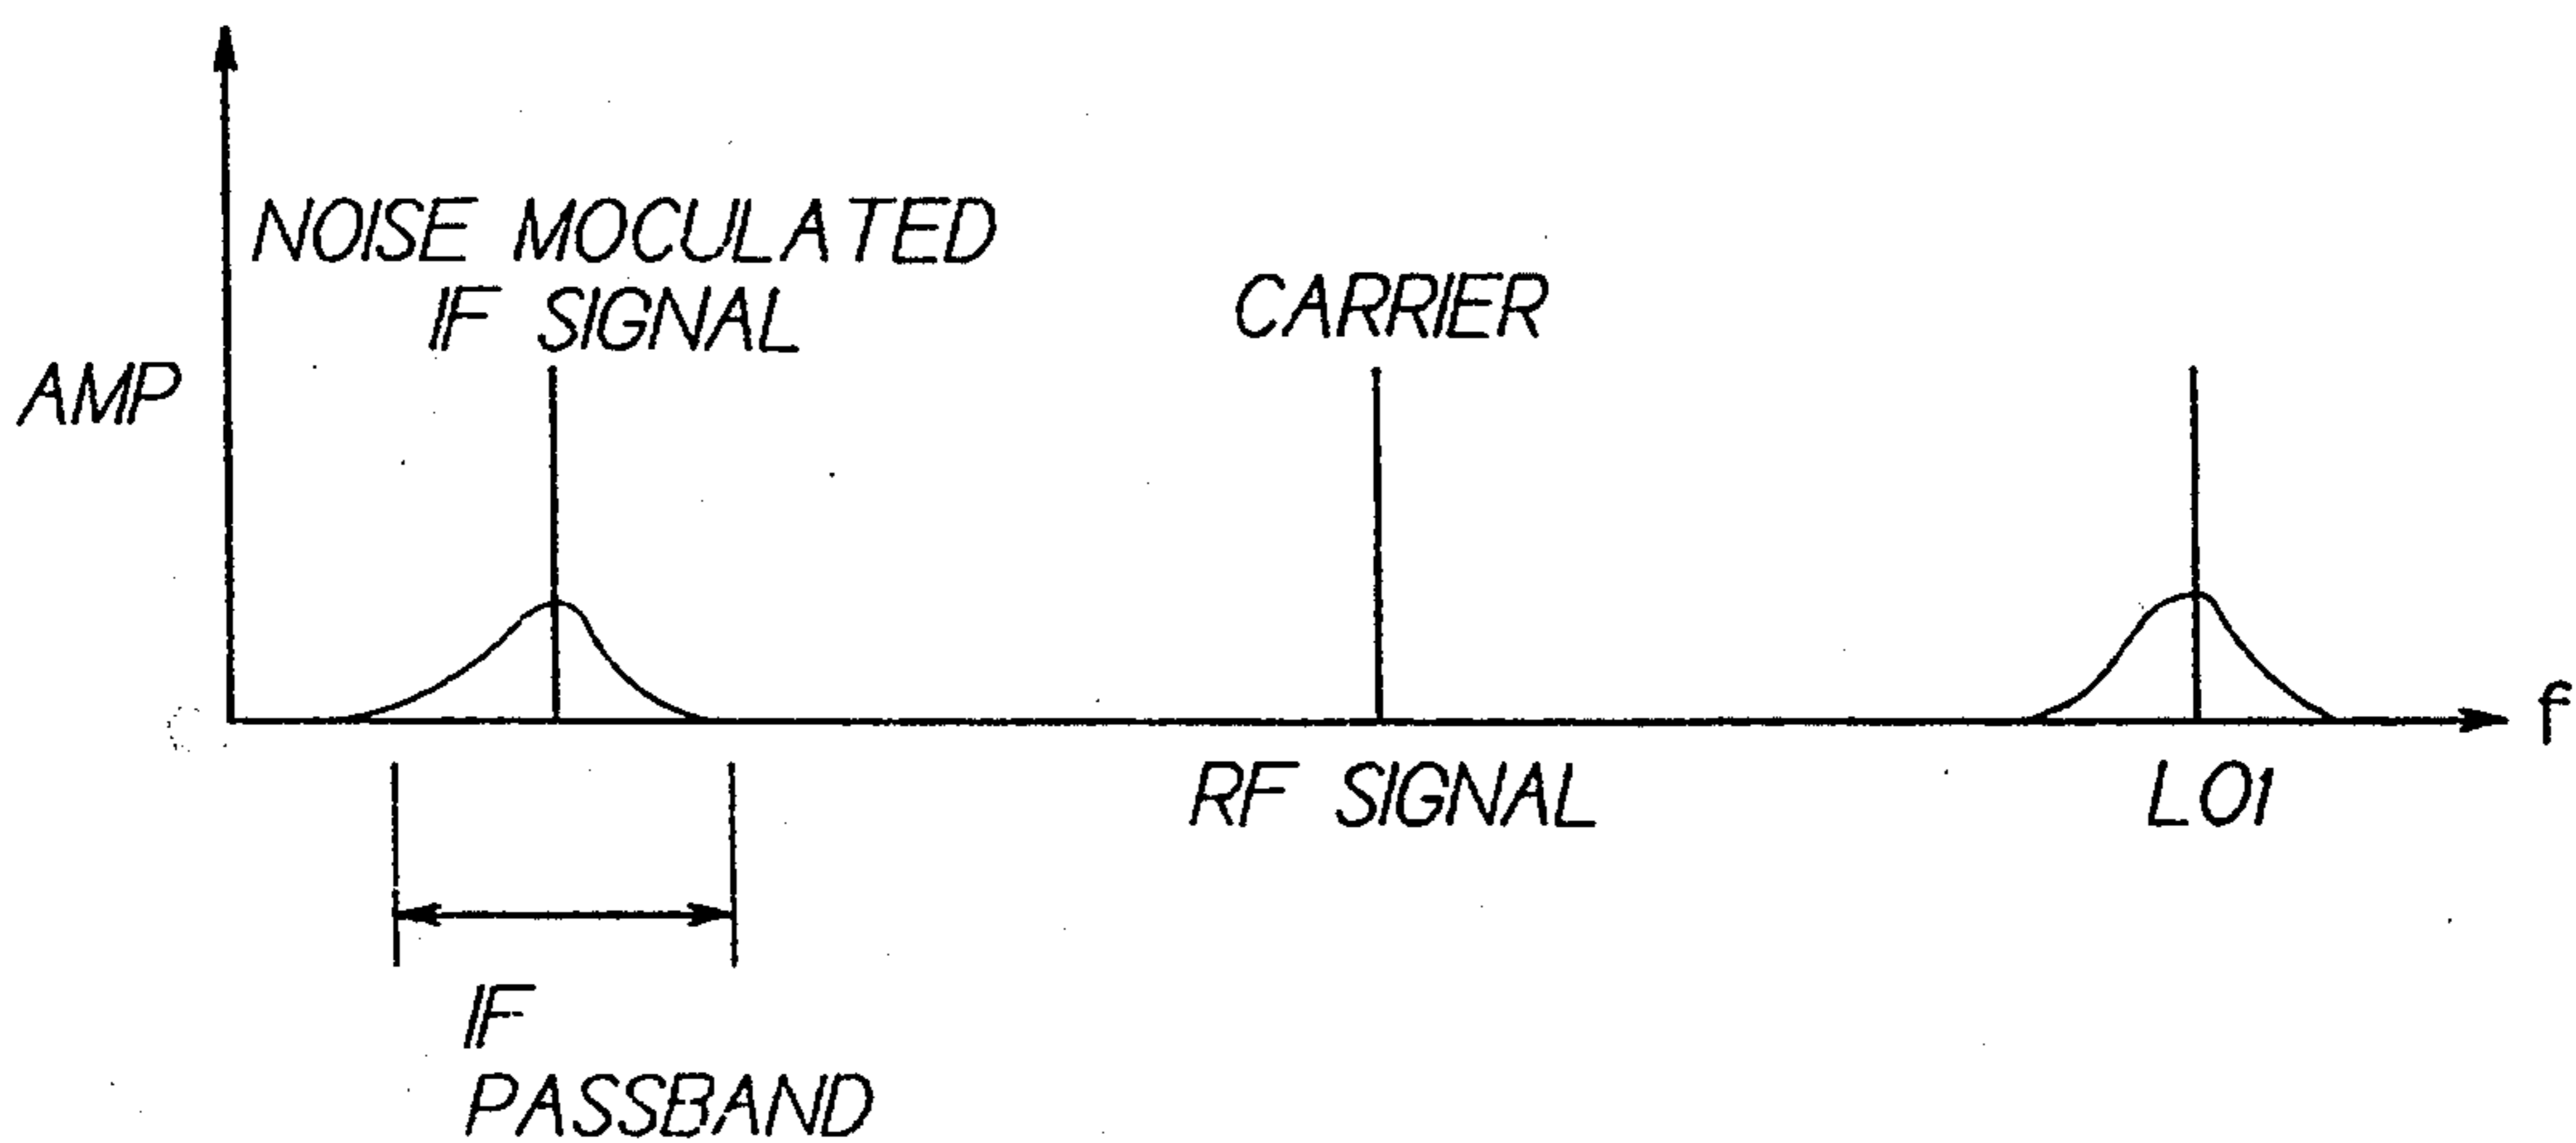 NOISE MOCULATED
IF SIGNAL
CARRIER
AMP
f
RF SIGNAL
LO1
IF
PASSBAND